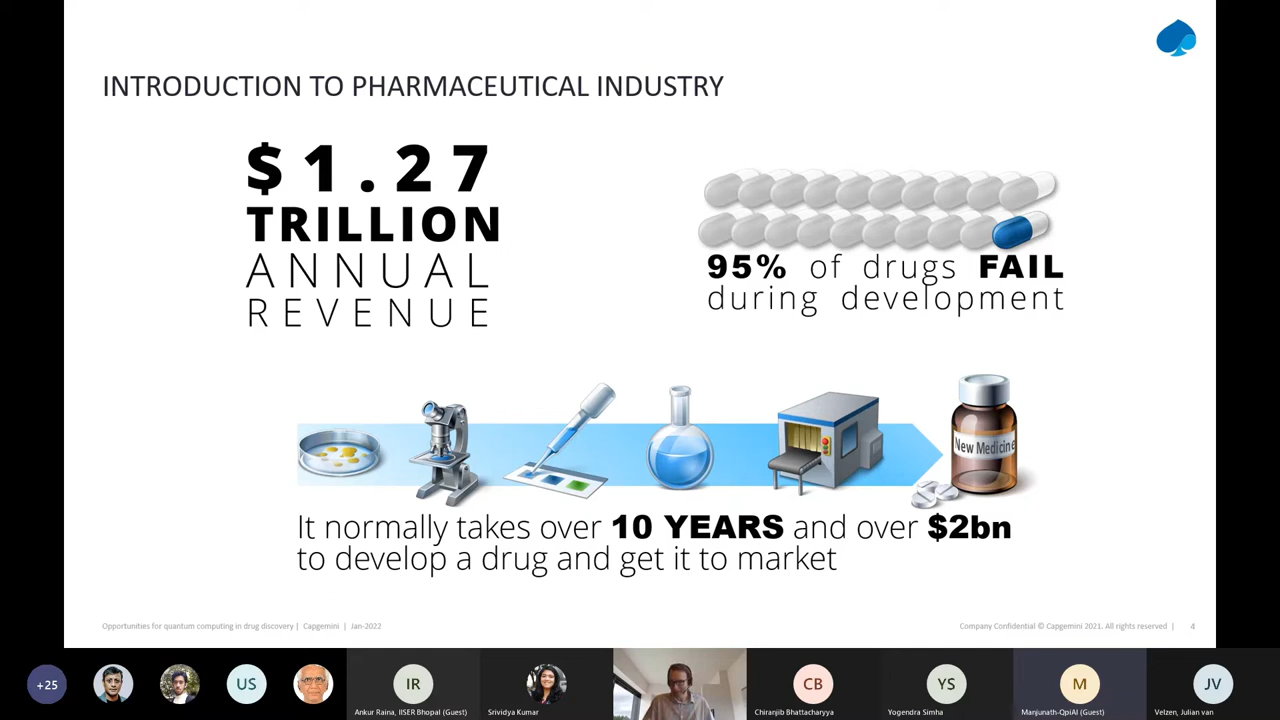 INTRODUCTION TO PHARMACEUTICAL INDUSTRY
$1.27
TRILLION
ANNUAL
REVENUE
95% of drugs FAIL
during development
New Medicine
It normally takes over 10 YEARS and over $2bn
to develop a drug and get it to market
Opportunities for quantum computing in drug discovery | Capgemini | Jan-2022
Company Confidential © Capgemini 2021. All rights reserved | 4
+25
US
IR
CB
YS
M
JV
Ankur Raina, IISER Bhopal (Guest)
Srividya Kumar
Chiranjib Bhattacharyya
Yogendra Simha
Manjunath-QpiAI (Guest)
Velzen, Julian van